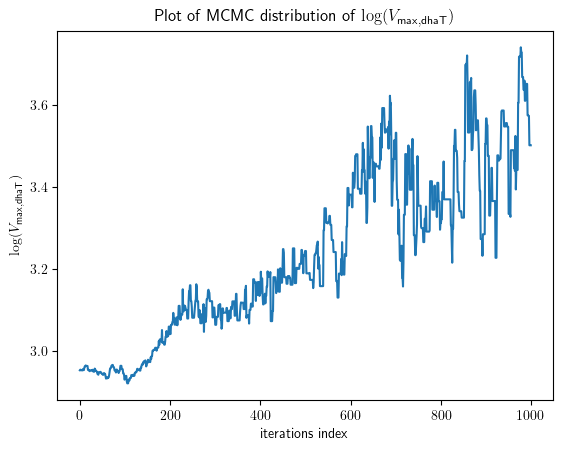 Plot of MCMC distribution of log(V_max,dhaT)
log(V_max,dhaT)
3.6
3.4
3.2
3.0
0 200 400 600 800 1000
iterations index